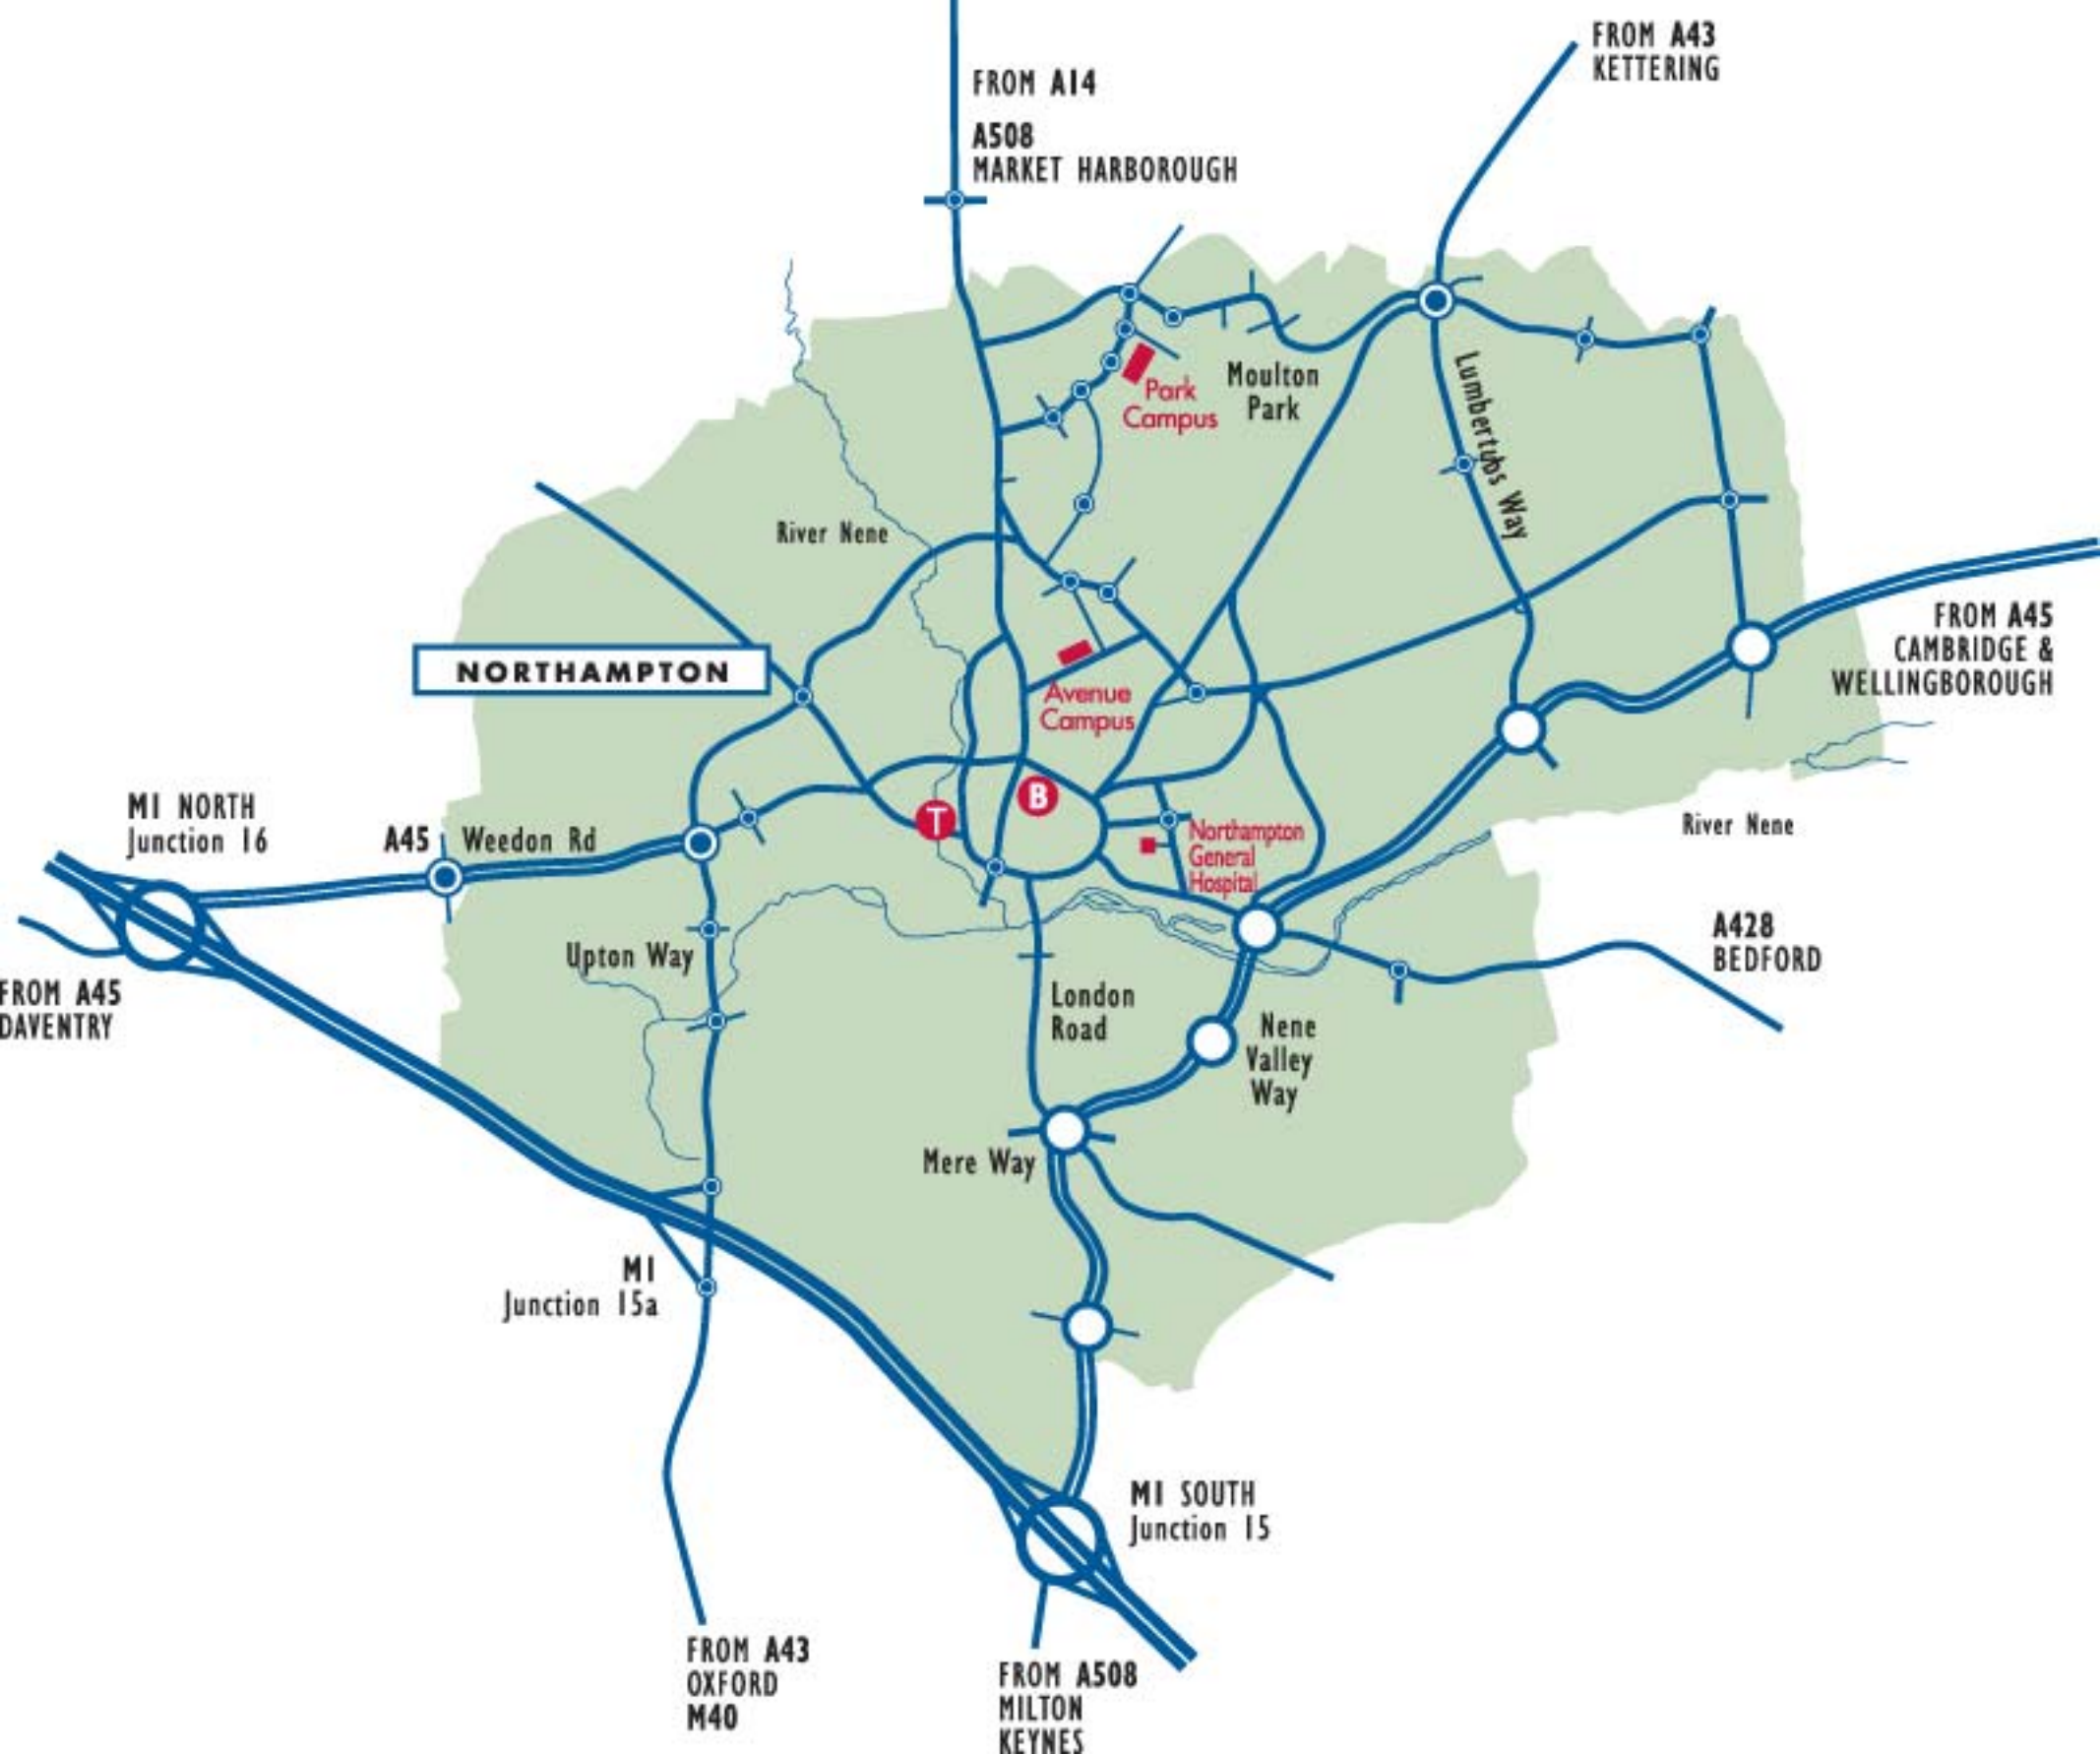 FROM A43
KETTERING
FROM A14
A508
MARKET HARBOROUGH
Park
Campus
Moulton
Park
Lumbertubs Way
River Nene
FROM A45
CAMBRIDGE &
WELLINGBOROUGH
NORTHAMPTON
Avenue
Campus
M1 NORTH
Junction 16
A45 Weedon Rd
T
B
Northampton
General
Hospital
River Nene
Upton Way
A428
BEDFORD
FROM A45
DAVENTRY
London
Road
Nene
Valley
Way
Mere Way
M1
Junction 15a
M1 SOUTH
Junction 15
FROM A43
OXFORD
M40
FROM A508
MILTON
KEYNES